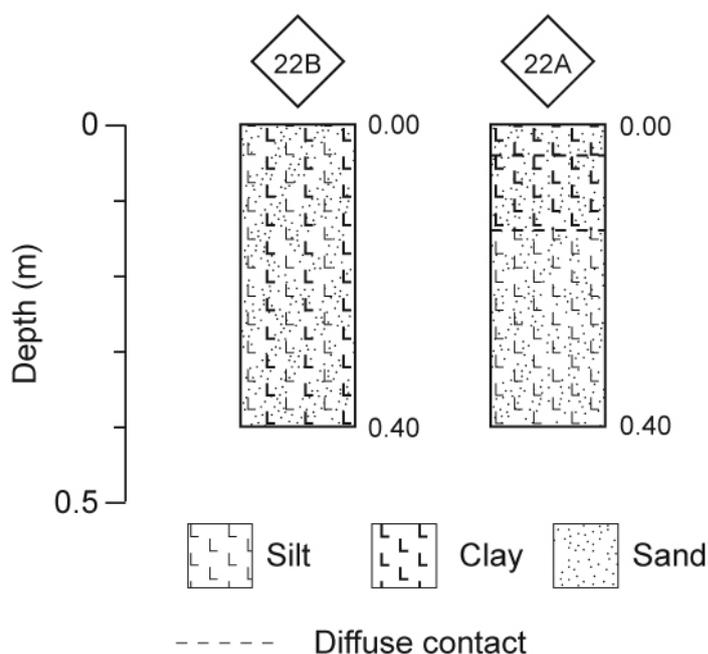 22B 22A
0 0.00 0.00
Depth (m)
0.40 0.40
0.5
Silt Clay Sand
Diffuse contact